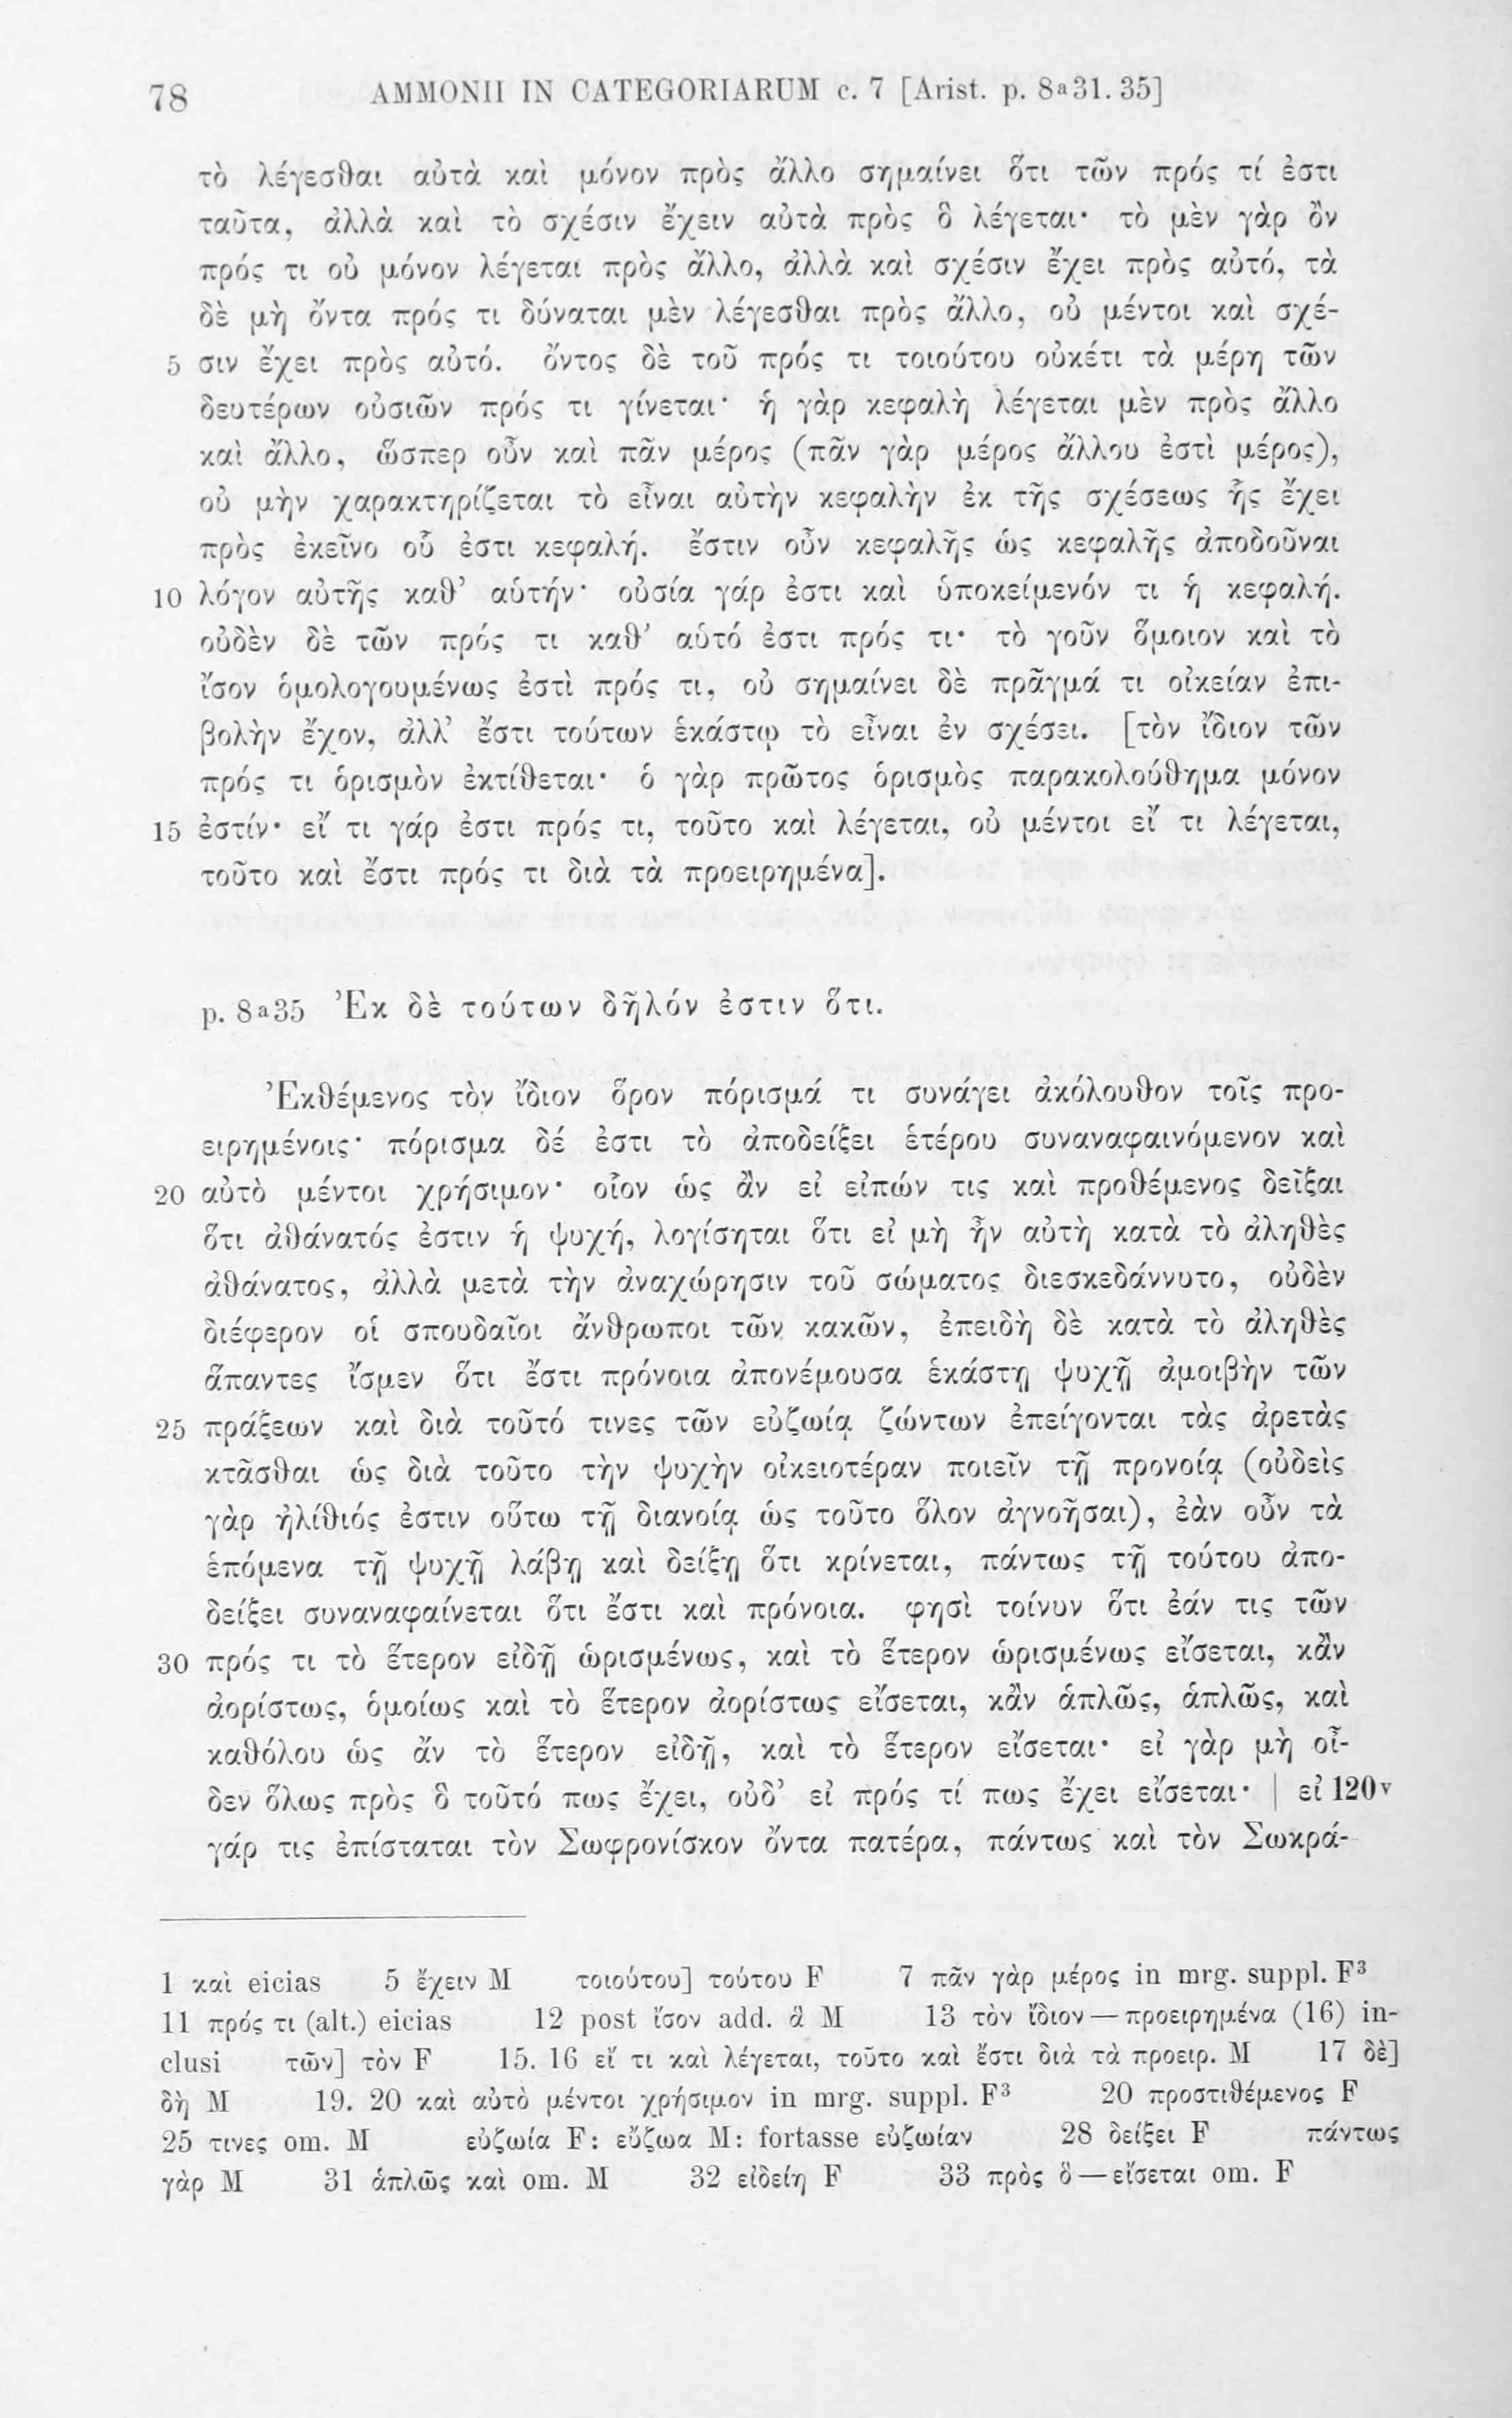 78 AMMONII IN CATEGORIARUM c. 7 [Arist. p. 8a31. 35]
τὸ λέγεσθαι αὐτὰ καὶ μόνον πρὸς ἄλλο σημαίνει ὅτι τῶν πρός τί ἐστι
ταῦτα, ἀλλὰ καὶ τὸ σχέσιν ἔχειν αὐτὰ πρὸς ὃ λέγεται· τὸ μὲν γὰρ ὂν
πρός τι οὐ μόνον λέγεται πρὸς ἄλλο, ἀλλὰ καὶ σχέσιν ἔχει πρὸς αὐτό, τὰ
δὲ μὴ ὄντα πρός τι δύναται μὲν λέγεσθαι πρὸς ἄλλο, οὐ μέντοι καὶ σχέ-
5 σιν ἔχει πρὸς αὐτό. ὄντος δὲ τοῦ πρός τι τοιούτου οὐκέτι τὰ μέρη τῶν
δευτέρων οὐσιῶν πρός τι γίνεται· ἡ γὰρ κεφαλὴ λέγεται μὲν πρὸς ἄλλο
καὶ ἄλλο, ὥσπερ οὖν καὶ πᾶν μέρος (πᾶν γὰρ μέρος ἄλλου ἐστὶ μέρος),
οὐ μὴν χαρακτηρίζεται τὸ εἶναι αὐτὴν κεφαλὴν ἐκ τῆς σχέσεως ἧς ἔχει
πρὸς ἐκεῖνο οὗ ἐστι κεφαλή. ἔστιν οὖν κεφαλῆς ὡς κεφαλῆς ἀποδοῦναι
10 λόγον αὐτῆς καθ’ αὑτήν· οὐσία γάρ ἐστι καὶ ὑποκείμενόν τι ἡ κεφαλή.
οὐδὲν δὲ τῶν πρός τι καθ’ αὑτό ἐστι πρός τι· τὸ γοῦν ὅμοιον καὶ τὸ
ἴσον ὁμολογουμένως ἐστὶ πρός τι, οὐ σημαίνει δὲ πρᾶγμά τι οἰκείαν ἐπι-
βολὴν ἔχον, ἀλλ’ ἔστι τούτων ἑκάστῳ τὸ εἶναι ἐν σχέσει. [τὸν ἴδιον τῶν
πρός τι ὁρισμὸν ἐκτίθεται· ὁ γὰρ πρῶτος ὁρισμὸς παρακολούθημα μόνον
15 ἐστίν· εἴ τι γάρ ἐστι πρός τι, τοῦτο καὶ λέγεται, οὐ μέντοι εἴ τι λέγεται,
τοῦτο καὶ ἔστι πρός τι διὰ τὰ προειρημένα].
p. 8a35 Ἐκ δὲ τούτων δῆλόν ἐστιν ὅτι.
Ἐκθέμενος τὸν ἴδιον ὅρον πόρισμά τι συνάγει ἀκόλουθον τοῖς προ-
ειρημένοις· πόρισμα δέ ἐστι τὸ ἀποδείξει ἑτέρου συναναφαινόμενον καὶ
20 αὐτὸ μέντοι χρήσιμον· οἷον ὡς ἂν εἰ εἰπών τις καὶ προθέμενος δεῖξαι
ὅτι ἀθάνατός ἐστιν ἡ ψυχή, λογίσηται ὅτι εἰ μὴ ἦν αὐτὴ κατὰ τὸ ἀληθὲς
ἀθάνατος, ἀλλὰ μετὰ τὴν ἀναχώρησιν τοῦ σώματος διεσκεδάννυτο, οὐδὲν
διέφερον οἱ σπουδαῖοι ἄνθρωποι τῶν κακῶν, ἐπειδὴ δὲ κατὰ τὸ ἀληθὲς
ἅπαντες ἴσμεν ὅτι ἔστι πρόνοια ἀπονέμουσα ἑκάστῃ ψυχῇ ἀμοιβὴν τῶν
25 πράξεων καὶ διὰ τοῦτό τινες τῶν εὐζωίᾳ ζώντων ἐπείγονται τὰς ἀρετὰς
κτᾶσθαι ὡς διὰ τοῦτο τὴν ψυχὴν οἰκειοτέραν ποιεῖν τῇ προνοίᾳ (οὐδεὶς
γὰρ ἠλίθιός ἐστιν οὕτω τῇ διανοίᾳ ὡς τοῦτο ὅλον ἀγνοῆσαι), ἐὰν οὖν τὰ
ἑπόμενα τῇ ψυχῇ λάβῃ καὶ δείξῃ ὅτι κρίνεται, πάντως τῇ τούτου ἀπο-
δείξει συναναφαίνεται ὅτι ἔστι καὶ πρόνοια. φησὶ τοίνυν ὅτι ἐάν τις τῶν
30 πρός τι τὸ ἕτερον εἰδῇ ὡρισμένως, καὶ τὸ ἕτερον ὡρισμένως εἴσεται, κἂν
ἀορίστως, ὁμοίως καὶ τὸ ἕτερον ἀορίστως εἴσεται, κἂν ἁπλῶς, ἁπλῶς, καὶ
καθόλου ὡς ἄν τὸ ἕτερον εἰδῇ, καὶ τὸ ἕτερον εἴσεται· εἰ γὰρ μὴ οἶ-
δεν ὅλως πρὸς ὃ τοῦτό πως ἔχει, οὐδ’ εἰ πρός τί πως ἔχει εἴσεται· | εἰ 120v
γάρ τις ἐπίσταται τὸν Σωφρονίσκον ὄντα πατέρα, πάντως καὶ τὸν Σωκρά-
1 καὶ eicias 5 ἔχειν M τοιούτου] τούτου F 7 πᾶν γὰρ μέρος in mrg. suppl. F3
11 πρός τι (alt.) eicias 12 post ἴσον add. ἃ M 13 τὸν ἴδιον — προειρημένα (16) in-
clusi τῶν] τὸν F 15. 16 εἴ τι καὶ λέγεται, τοῦτο καὶ ἔστι διὰ τὰ προειρ. M 17 δὲ]
δὴ M 19. 20 καὶ αὐτὸ μέντοι χρήσιμον in mrg. suppl. F3 20 προστιθέμενος F
25 τινες om. M εὐζωία F: εὔζωα M: fortasse εὐζωίαν 28 δείξει F πάντως
γὰρ M 31 ἁπλῶς καὶ om. M 32 εἰδείη F 33 πρὸς ὃ — εἴσεται om. F